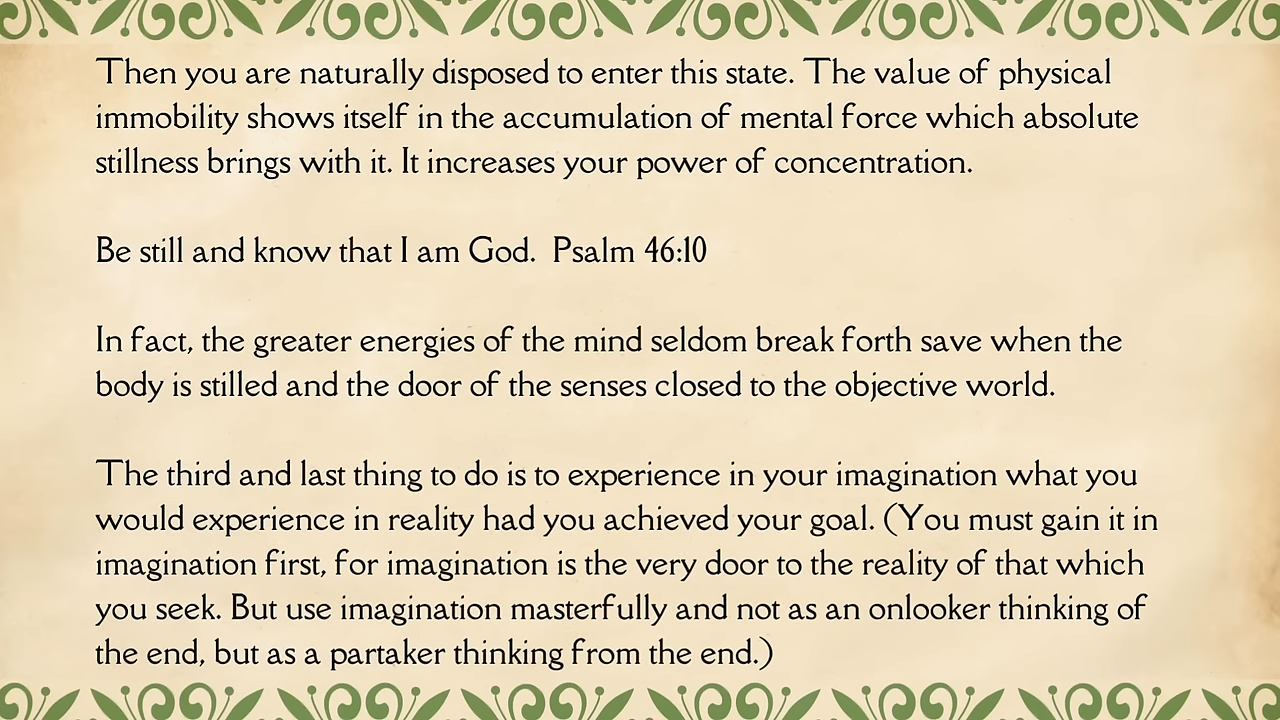 Then you are naturally disposed to enter this state. The value of physical
immobility shows itself in the accumulation of mental force which absolute
stillness brings with it. It increases your power of concentration.
Be still and know that I am God. Psalm 46:10
In fact, the greater energies of the mind seldom break forth save when the
body is stilled and the door of the senses closed to the objective world.
The third and last thing to do is to experience in your imagination what you
would experience in reality had you achieved your goal. (You must gain it in
imagination first, for imagination is the very door to the reality of that which
you seek. But use imagination masterfully and not as an onlooker thinking of
the end, but as a partaker thinking from the end.)